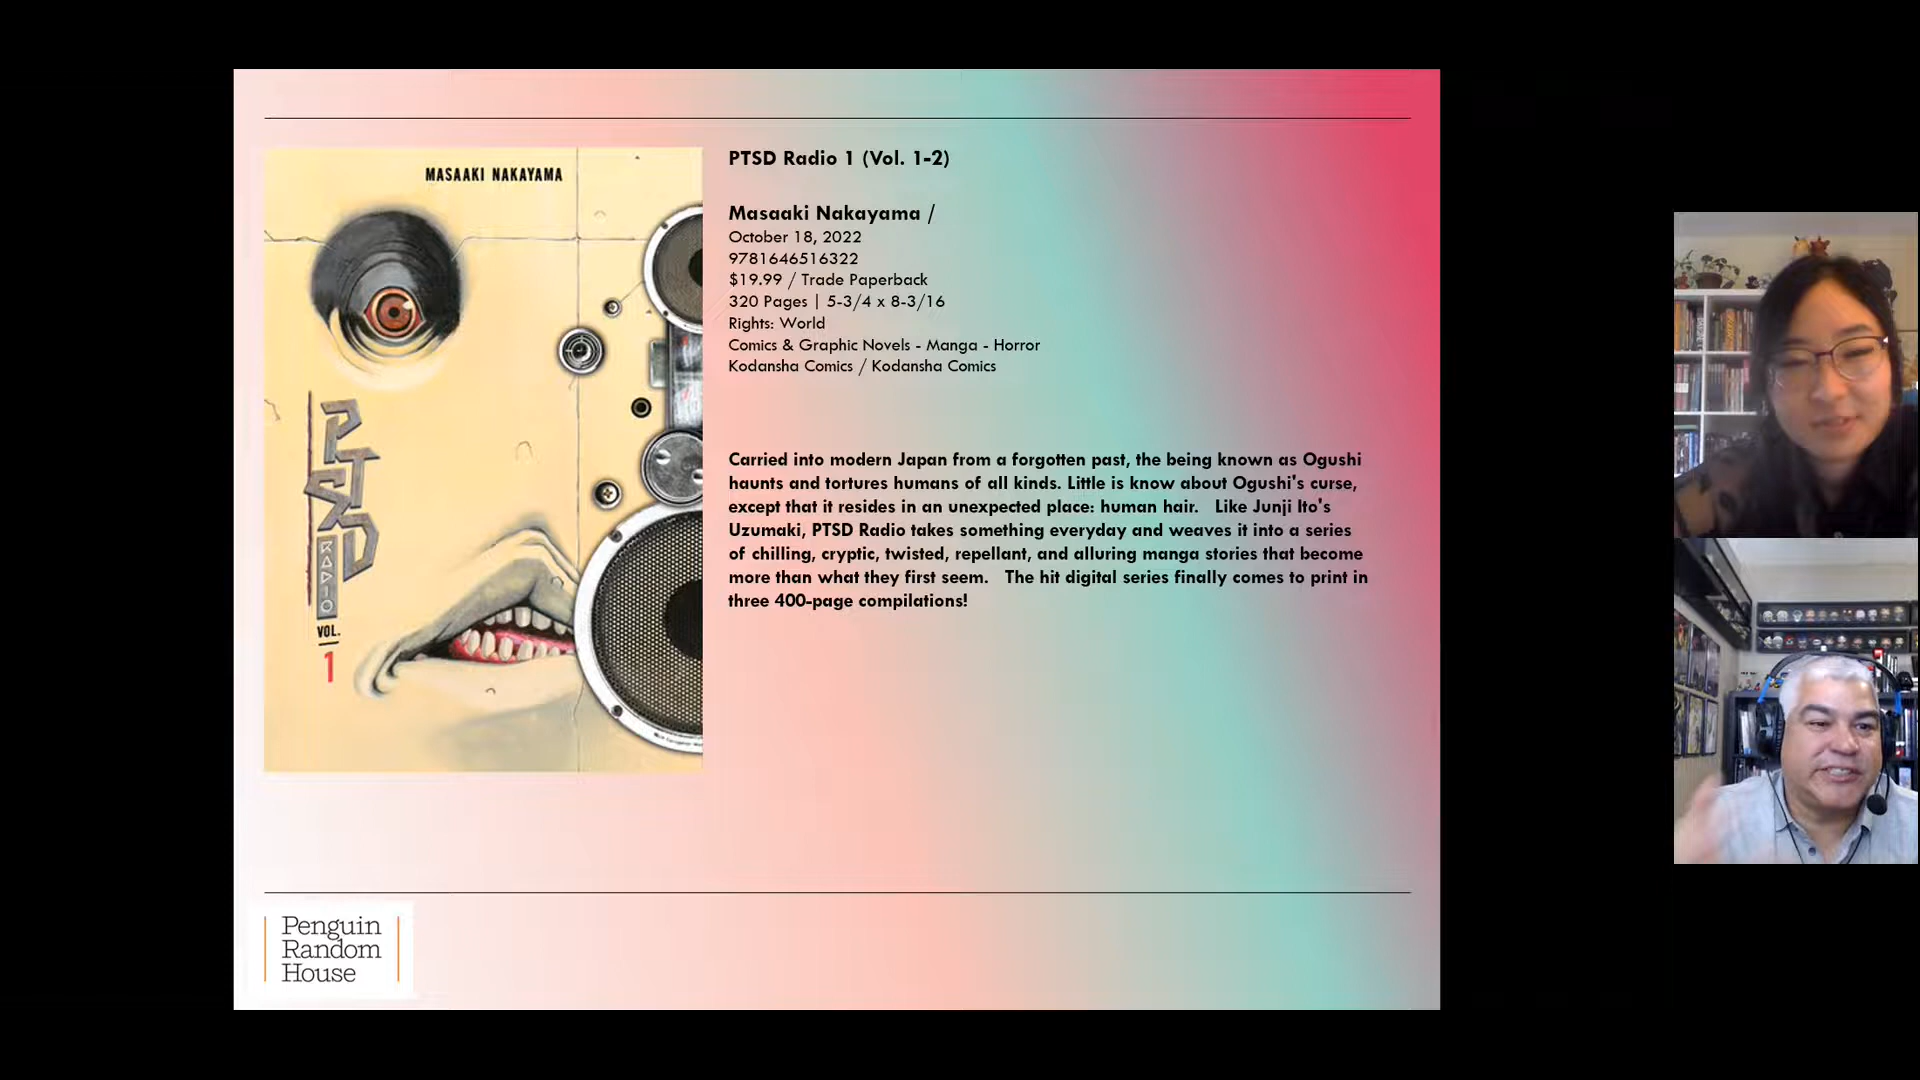 MASAAKI NAKAYAMA
PTSD
RADIO
VOL.
1
PTSD Radio 1 (Vol. 1-2)
Masaaki Nakayama /
October 18, 2022
9781646516322
$19.99 / Trade Paperback
320 Pages | 5-3/4 x 8-3/16
Rights: World
Comics & Graphic Novels - Manga - Horror
Kodansha Comics / Kodansha Comics
Carried into modern Japan from a forgotten past, the being known as Ogushi
haunts and tortures humans of all kinds. Little is know about Ogushi's curse,
except that it resides in an unexpected place: human hair. Like Junji Ito's
Uzumaki, PTSD Radio takes something everyday and weaves it into a series
of chilling, cryptic, twisted, repellant, and alluring manga stories that become
more than what they first seem. The hit digital series finally comes to print in
three 400-page compilations!
Penguin
Random
House